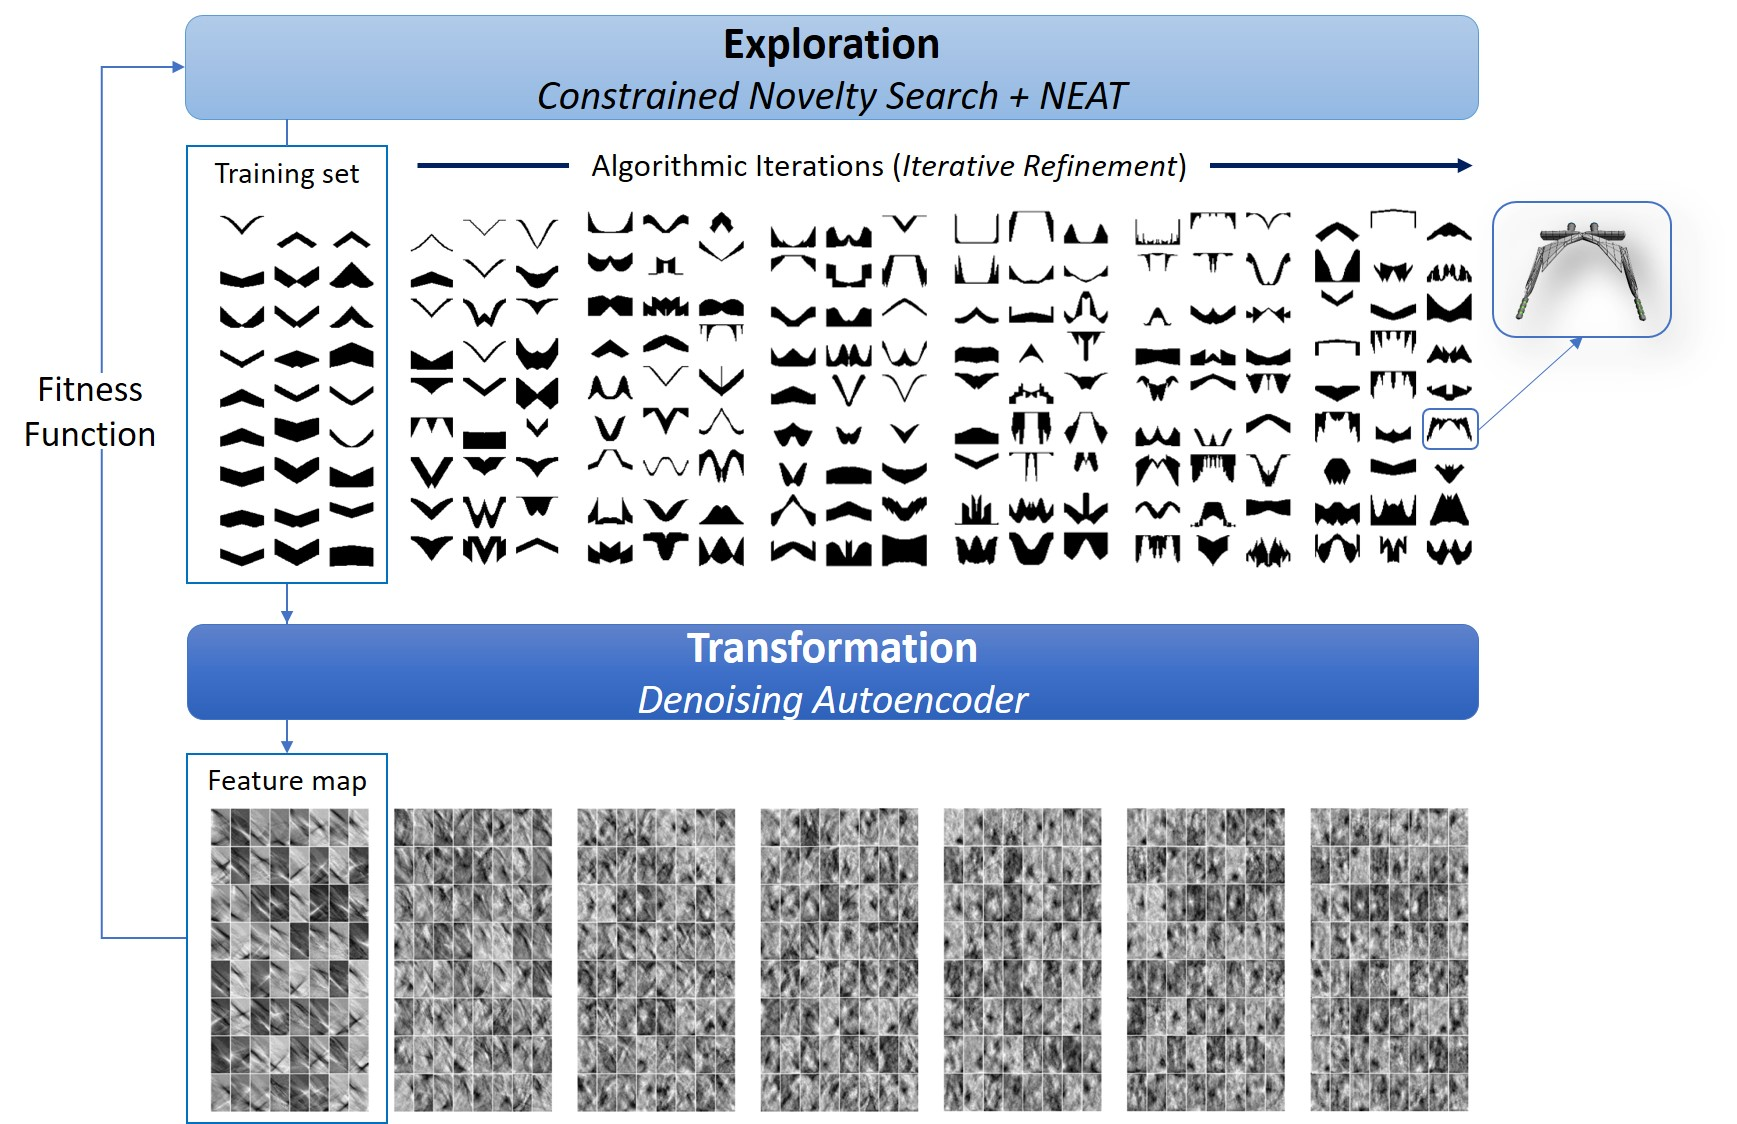 Exploration
Constrained Novelty Search + NEAT
Training set
Algorithmic Iterations (Iterative Refinement)
Fitness
Function
Transformation
Denoising Autoencoder
Feature map